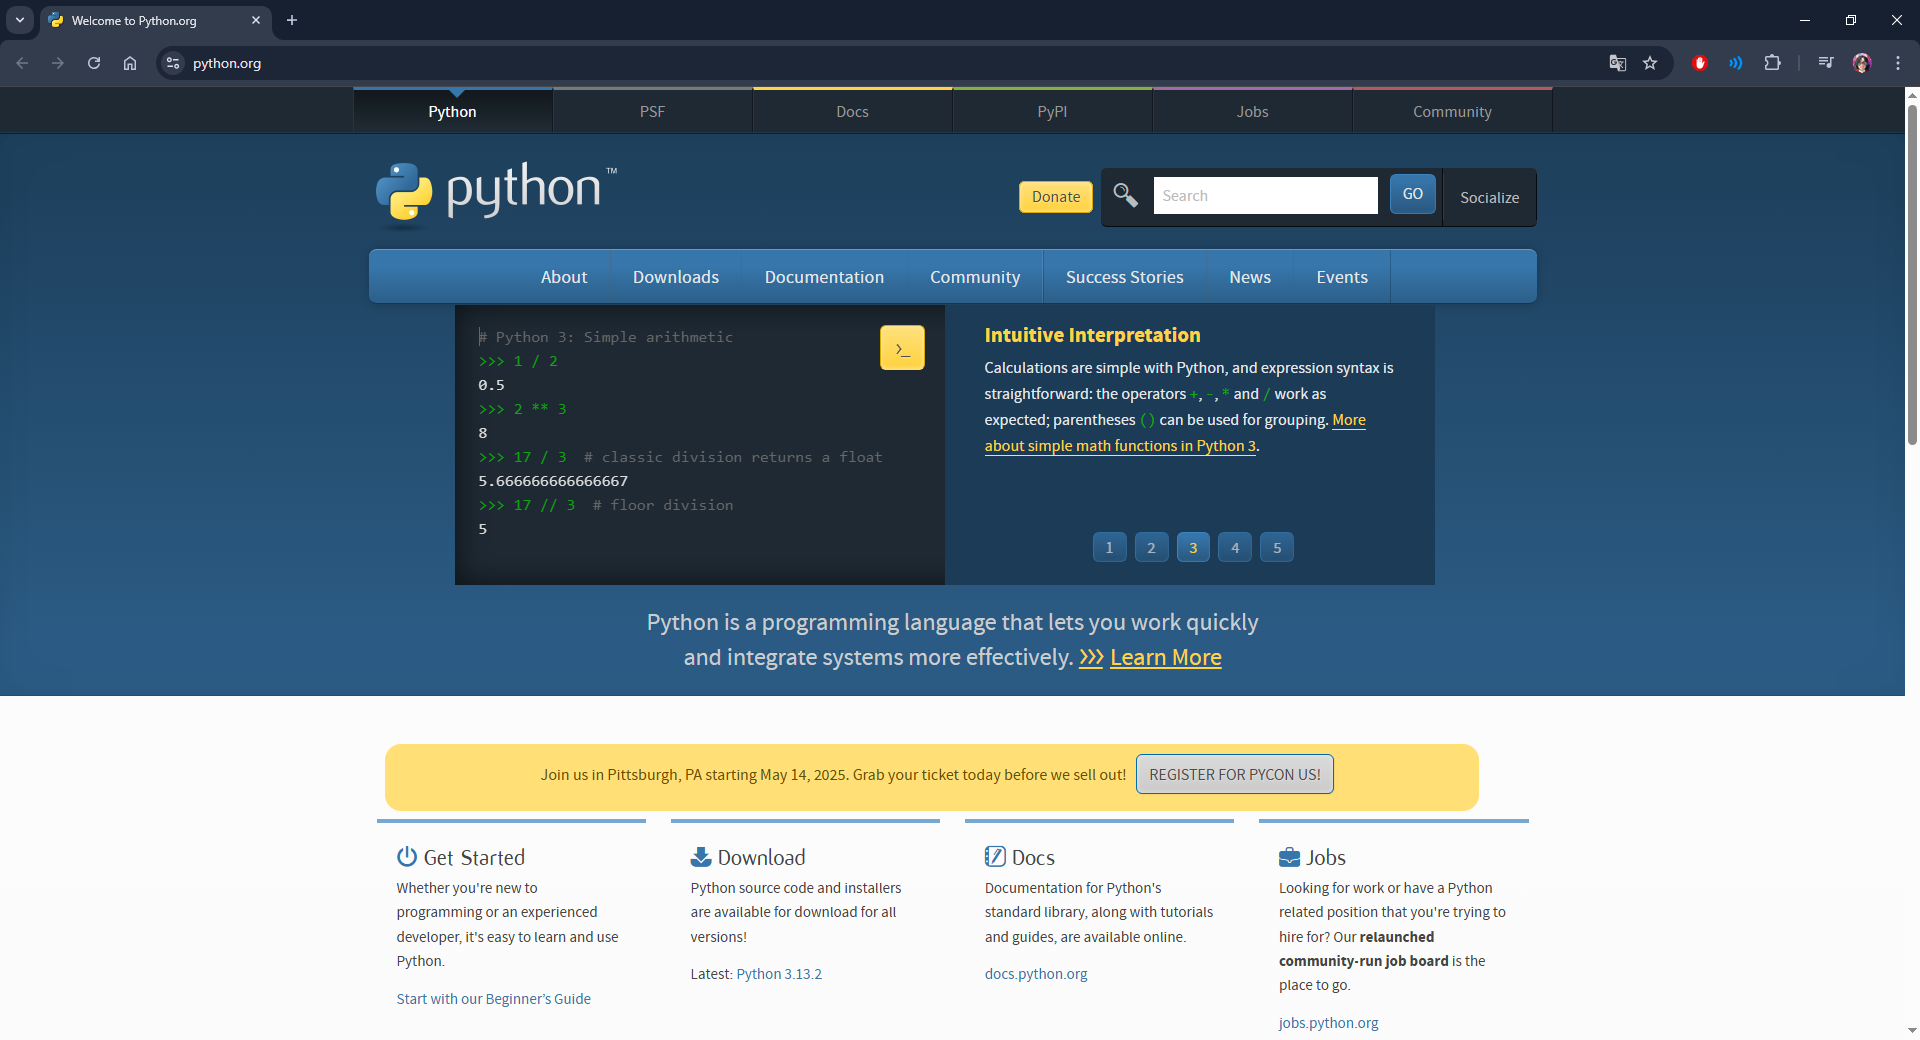 Welcome to Python.org
python.org
Python
PSF
Docs
PyPI
Jobs
Community
python™
Donate
Search
GO
Socialize
About
Downloads
Documentation
Community
Success Stories
News
Events
# Python 3: Simple arithmetic
>>> 1 / 2
0.5
>>> 2 ** 3
8
>>> 17 / 3  # classic division returns a float
5.666666666666667
>>> 17 // 3  # floor division
5
>_
Intuitive Interpretation
Calculations are simple with Python, and expression syntax is
straightforward: the operators +, -, * and / work as
expected; parentheses () can be used for grouping. More
about simple math functions in Python 3.
1 2 3 4 5
Python is a programming language that lets you work quickly
and integrate systems more effectively. >>> Learn More
Join us in Pittsburgh, PA starting May 14, 2025. Grab your ticket today before we sell out! REGISTER FOR PYCON US!
Get Started
Whether you're new to
programming or an experienced
developer, it's easy to learn and use
Python.
Start with our Beginner’s Guide
Download
Python source code and installers
are available for download for all
versions!
Latest: Python 3.13.2
Docs
Documentation for Python's
standard library, along with tutorials
and guides, are available online.
docs.python.org
Jobs
Looking for work or have a Python
related position that you're trying to
hire for? Our relaunched
community-run job board is the
place to go.
jobs.python.org